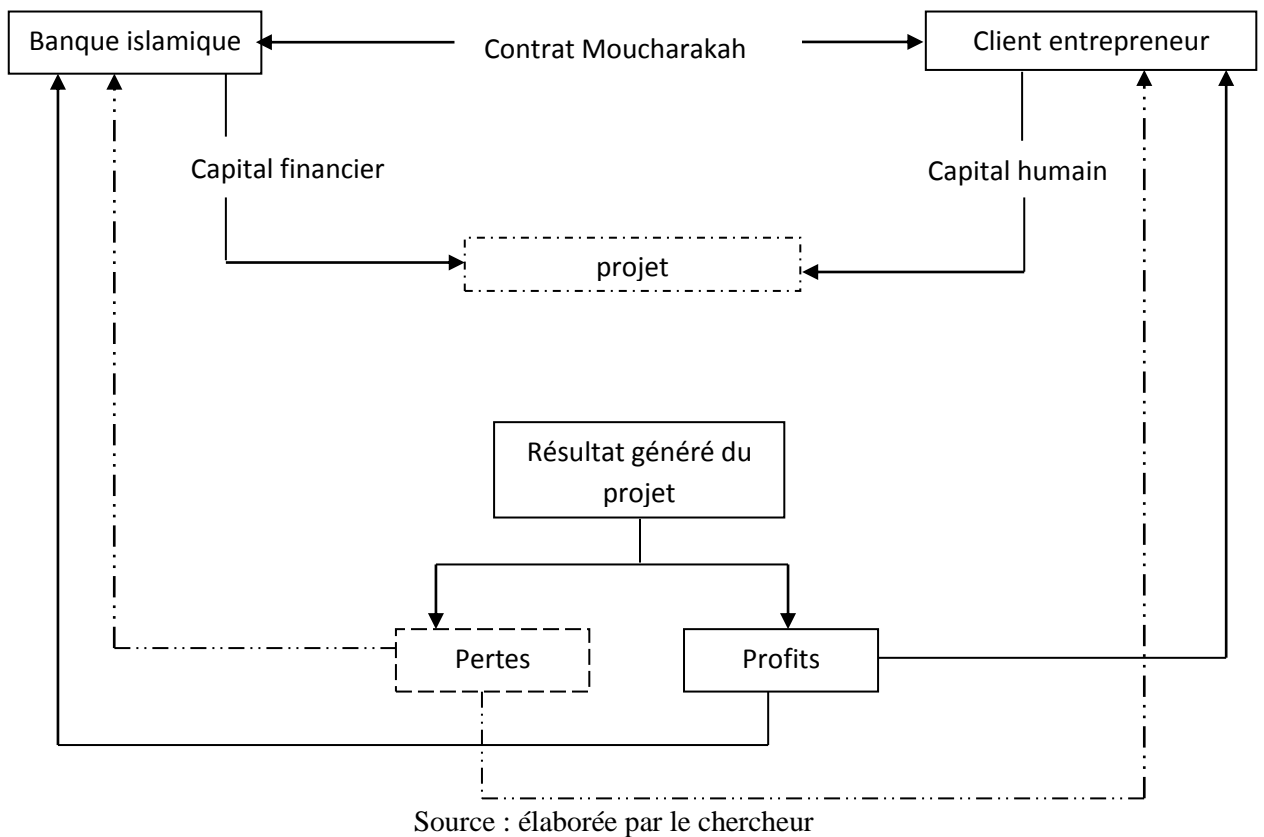 Banque islamique
Contrat Moucharakah
Client entrepreneur
Capital financier
Capital humain
projet
Résultat généré du
projet
Pertes
Profits
Source : élaborée par le chercheur